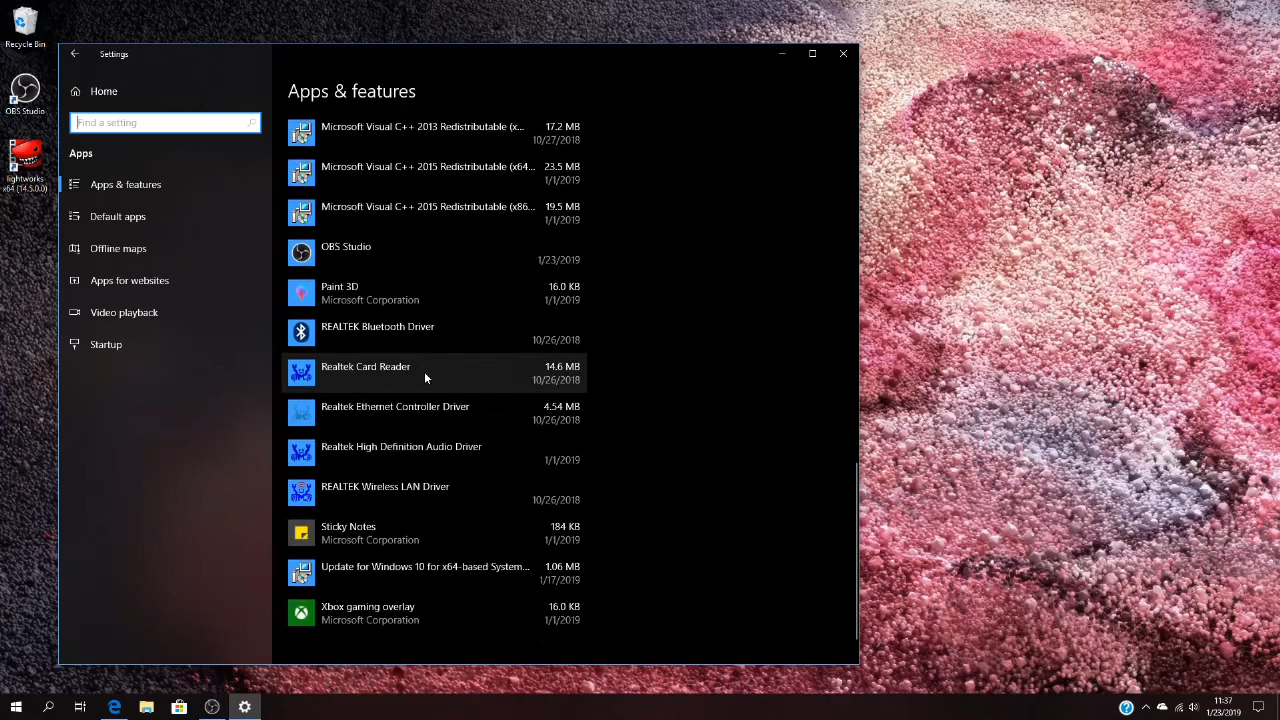 Recycle Bin
OBS Studio
lightworks
x64 (14.5.0.0)
Settings
Home
Find a setting
Apps
Apps & features
Default apps
Offline maps
Apps for websites
Video playback
Startup
Apps & features
Microsoft Visual C++ 2013 Redistributable (x... 17.2 MB
10/27/2018
Microsoft Visual C++ 2015 Redistributable (x64... 23.5 MB
1/1/2019
Microsoft Visual C++ 2015 Redistributable (x86... 19.5 MB
1/1/2019
OBS Studio
1/23/2019
Paint 3D 16.0 KB
Microsoft Corporation 1/1/2019
REALTEK Bluetooth Driver
10/26/2018
Realtek Card Reader 14.6 MB
10/26/2018
Realtek Ethernet Controller Driver 4.54 MB
10/26/2018
Realtek High Definition Audio Driver
1/1/2019
REALTEK Wireless LAN Driver
10/26/2018
Sticky Notes 184 KB
Microsoft Corporation 1/1/2019
Update for Windows 10 for x64-based System... 1.06 MB
1/17/2019
Xbox gaming overlay 16.0 KB
Microsoft Corporation 1/1/2019
11:37
1/23/2019